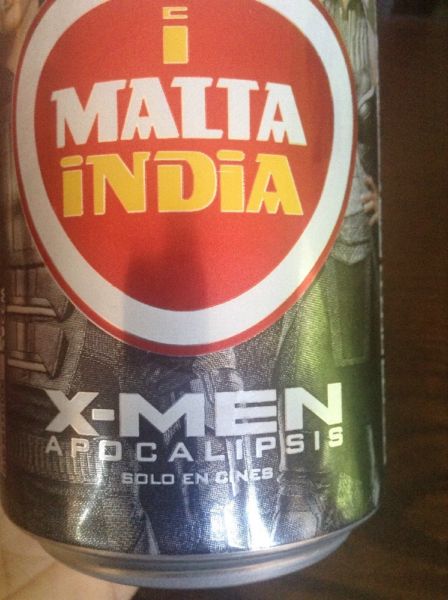 MALTA
iNDiA
X-MEN
APOCALIPSIS
SOLO EN CINES